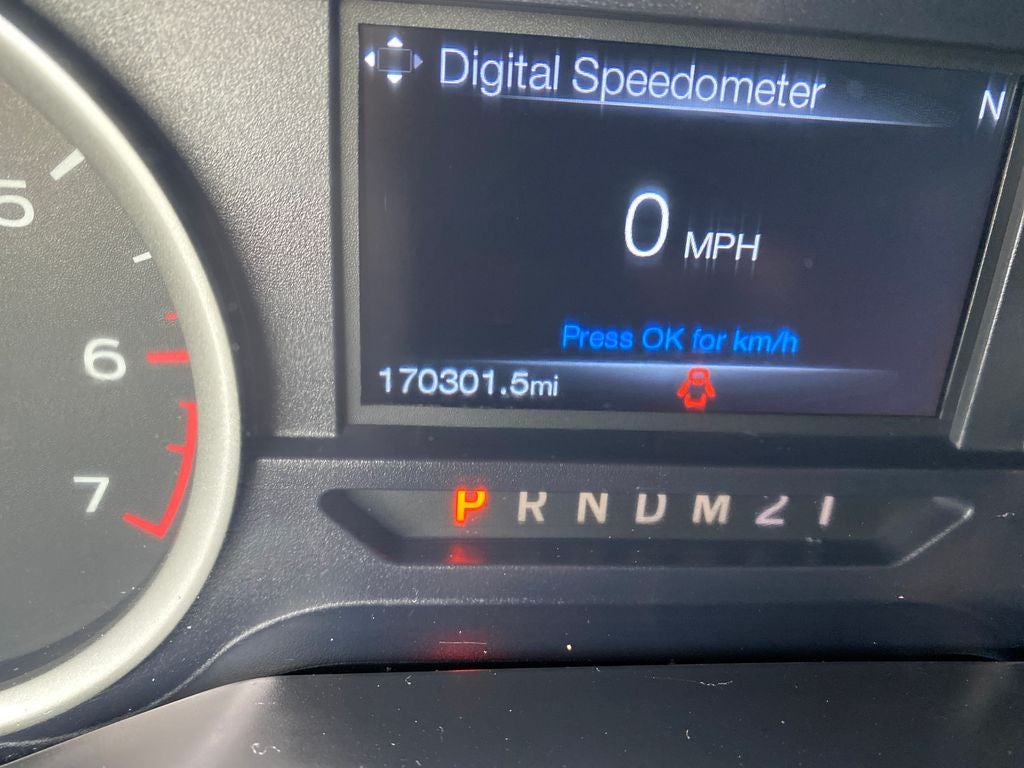 Digital Speedometer
N
0 MPH
Press OK for km/h
170301.5mi
5
6
7
P R N D M 2 1